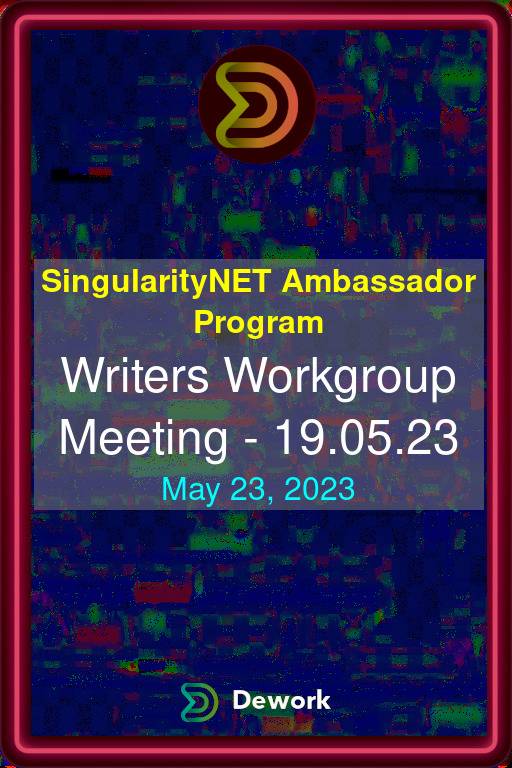 SingularityNET Ambassador
Program
Writers Workgroup
Meeting - 19.05.23
May 23, 2023
Dework